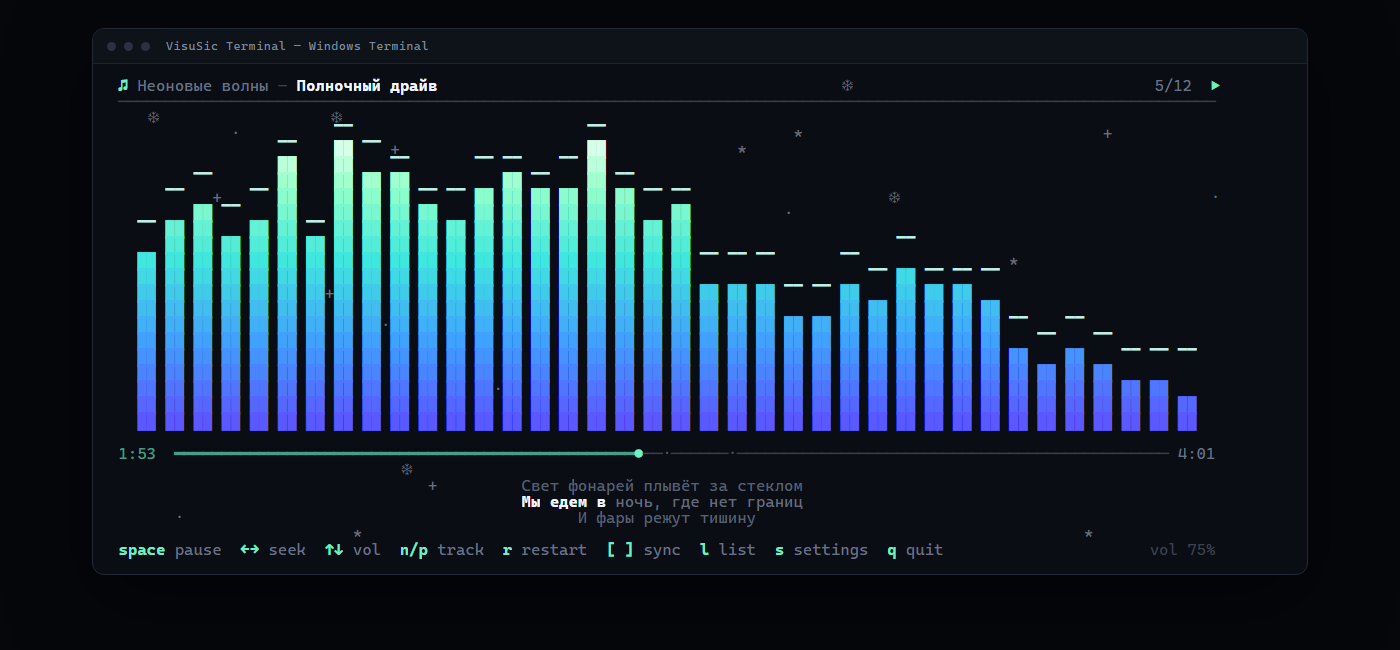 VisuSic Terminal — Windows Terminal
♫ Неоновые волны — Полночный драйв 5/12 ▶
1:53 4:01
Свет фонарей плывёт за стеклом
Мы едем в ночь, где нет границ
И фары режут тишину
space pause ↔ seek ↑↓ vol n/p track r restart [ ] sync l list s settings q quit vol 75%